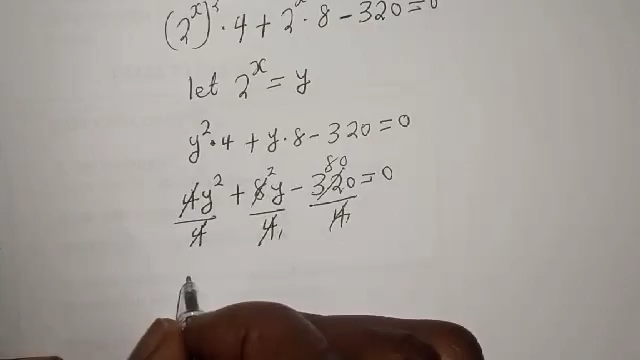 (2^x)^2 · 4 + 2^x · 8 − 320 = 0
let 2^x = y
y^2 · 4 + y · 8 − 320 = 0
4y^2/4 + 8y/4 − 320/4 = 0
2 80